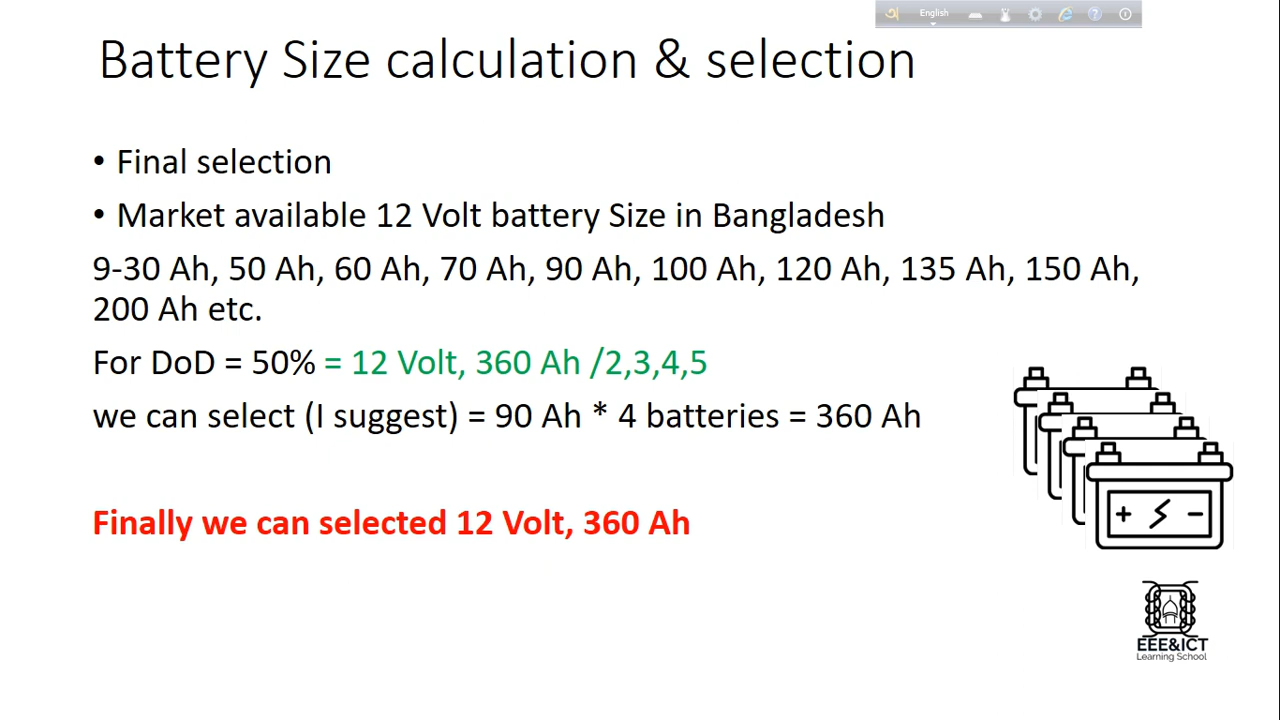 অ English
Battery Size calculation & selection
• Final selection
• Market available 12 Volt battery Size in Bangladesh
9-30 Ah, 50 Ah, 60 Ah, 70 Ah, 90 Ah, 100 Ah, 120 Ah, 135 Ah, 150 Ah,
200 Ah etc.
For DoD = 50% = 12 Volt, 360 Ah /2,3,4,5
we can select (I suggest) = 90 Ah * 4 batteries = 360 Ah
Finally we can selected 12 Volt, 360 Ah
+ -
EEE&ICT
Learning School